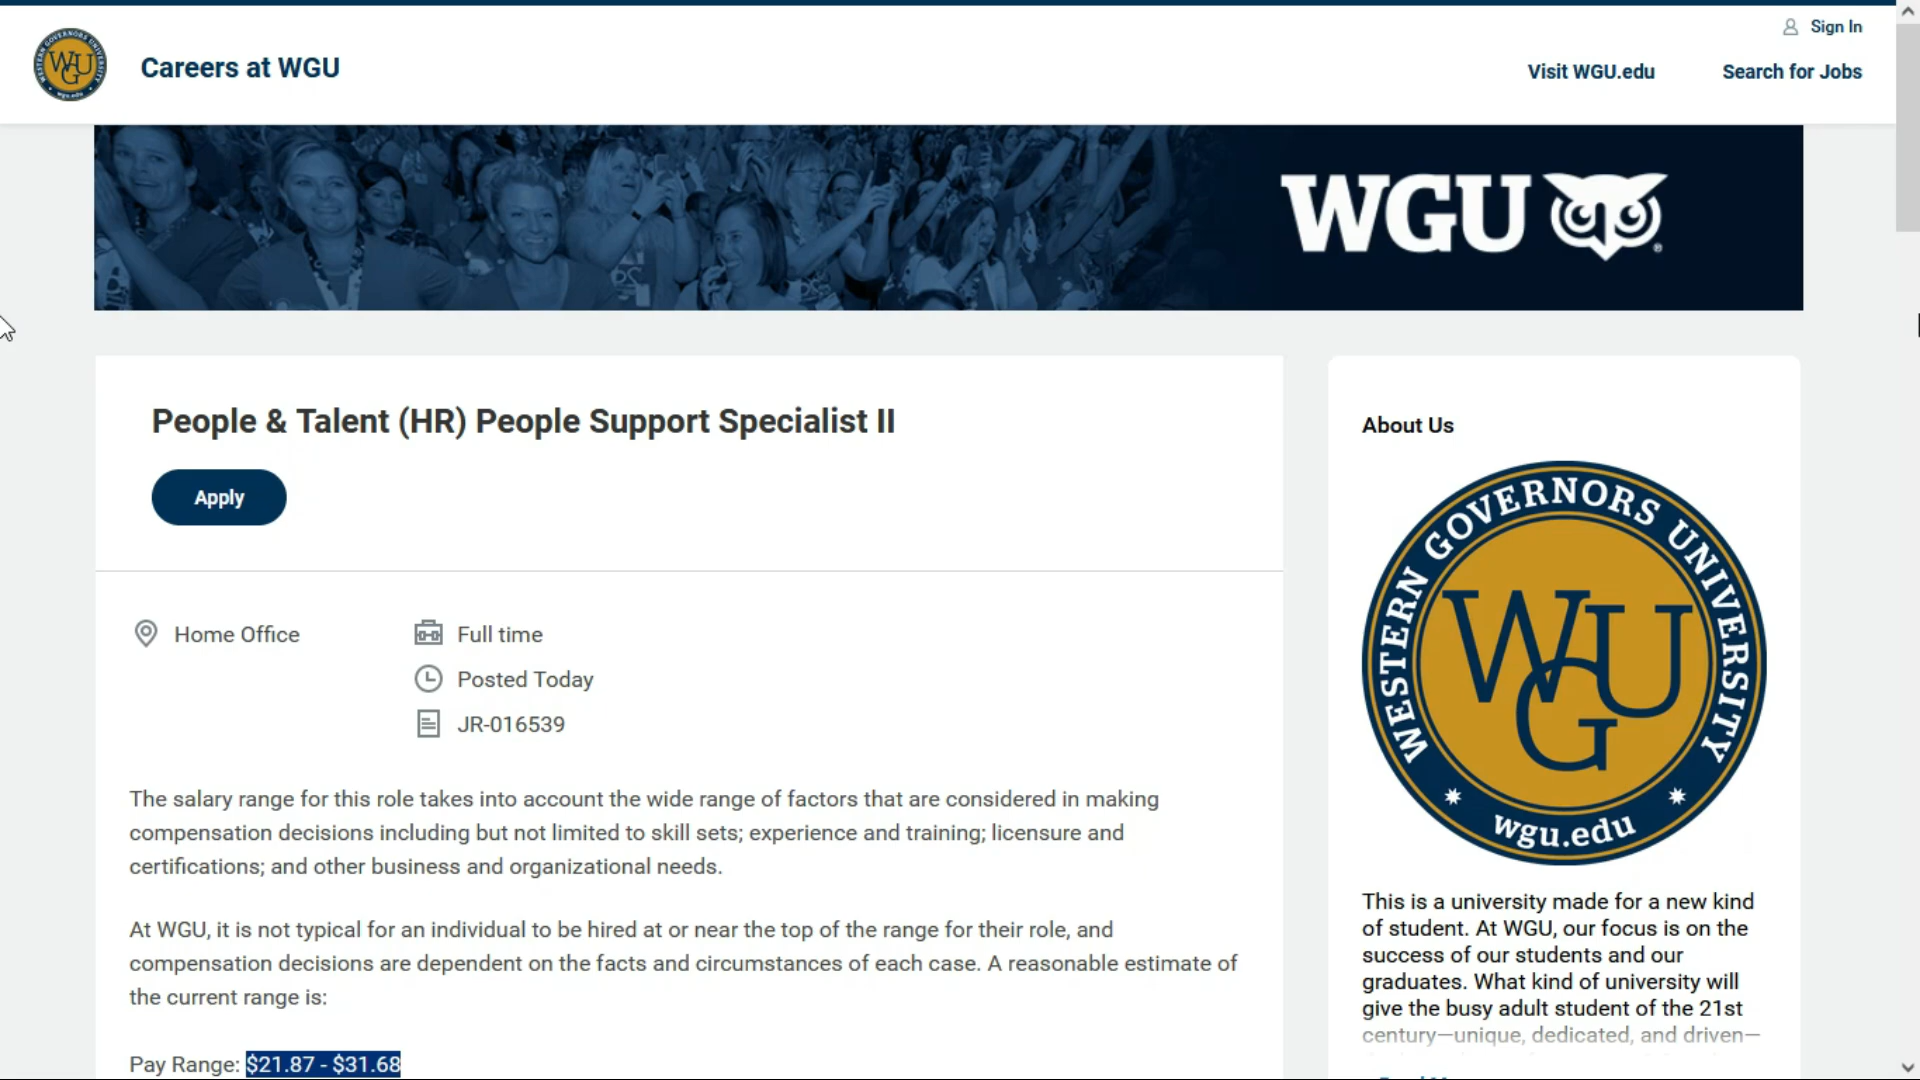 Sign In
Careers at WGU
Visit WGU.edu
Search for Jobs
WGU
People & Talent (HR) People Support Specialist II
Apply
Home Office
Full time
Posted Today
JR-016539
The salary range for this role takes into account the wide range of factors that are considered in making
compensation decisions including but not limited to skill sets; experience and training; licensure and
certifications; and other business and organizational needs.
At WGU, it is not typical for an individual to be hired at or near the top of the range for their role, and
compensation decisions are dependent on the facts and circumstances of each case. A reasonable estimate of
the current range is:
Pay Range: $21.87 - $31.68
About Us
WESTERN GOVERNORS UNIVERSITY
WGU
wgu.edu
This is a university made for a new kind
of student. At WGU, our focus is on the
success of our students and our
graduates. What kind of university will
give the busy adult student of the 21st
century—unique, dedicated, and driven—